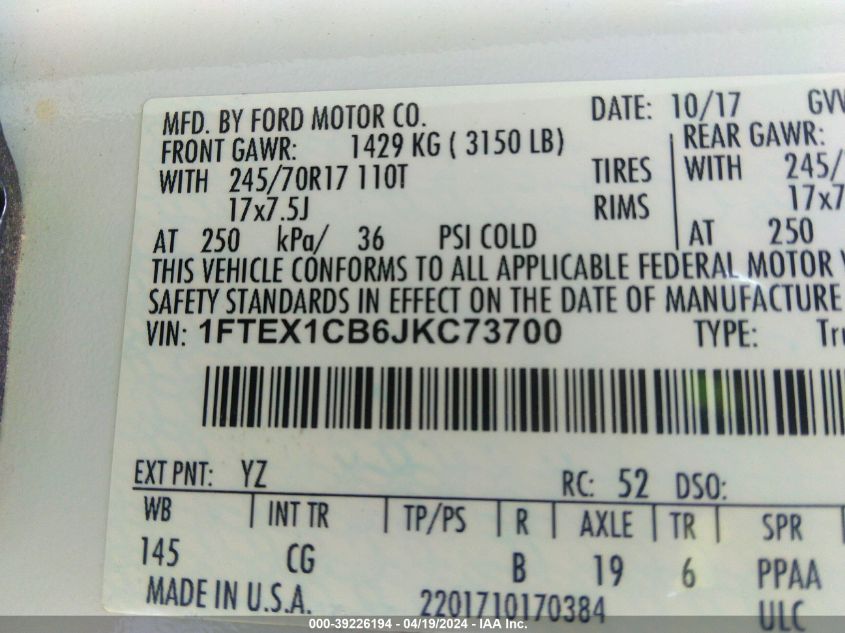 MFD. BY FORD MOTOR CO. DATE: 10/17
FRONT GAWR: 1429 KG ( 3150 LB) REAR GAWR:
WITH 245/70R17 110T TIRES WITH 245/
17x7.5J RIMS 17x7
AT 250 kPa/ 36 PSI COLD AT 250
THIS VEHICLE CONFORMS TO ALL APPLICABLE FEDERAL MOTOR
SAFETY STANDARDS IN EFFECT ON THE DATE OF MANUFACTURE
VIN: 1FTEX1CB6JKC73700 TYPE:
EXT PNT: YZ RC: 52 DSO:
WB INT TR TP/PS R AXLE TR SPR
145 CG B 19 6 PPAA
MADE IN U.S.A. 2201710170384 ULC
000-39226194 - 04/19/2024 - IAA Inc.